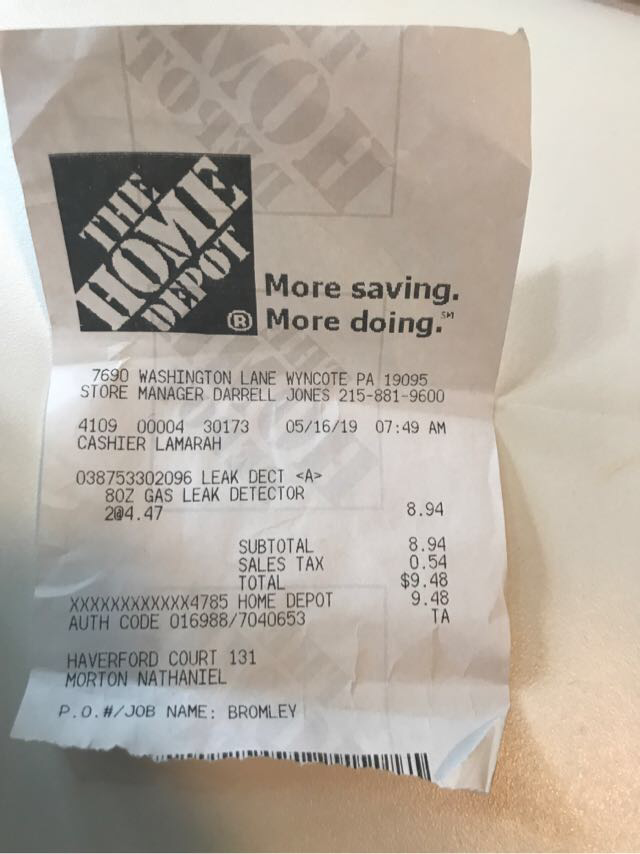 THE
HOME
DEPOT
®
More saving.
More doing.℠
7690 WASHINGTON LANE WYNCOTE PA 19095
STORE MANAGER DARRELL JONES 215-881-9600
4109 00004 30173 05/16/19 07:49 AM
CASHIER LAMARAH
038753302096 LEAK DECT <A>
8OZ GAS LEAK DETECTOR
2@4.47 8.94
SUBTOTAL 8.94
SALES TAX 0.54
TOTAL $9.48
XXXXXXXXXXXX4785 HOME DEPOT 9.48
AUTH CODE 016988/7040653 TA
HAVERFORD COURT 131
MORTON NATHANIEL
P.O.#/JOB NAME: BROMLEY